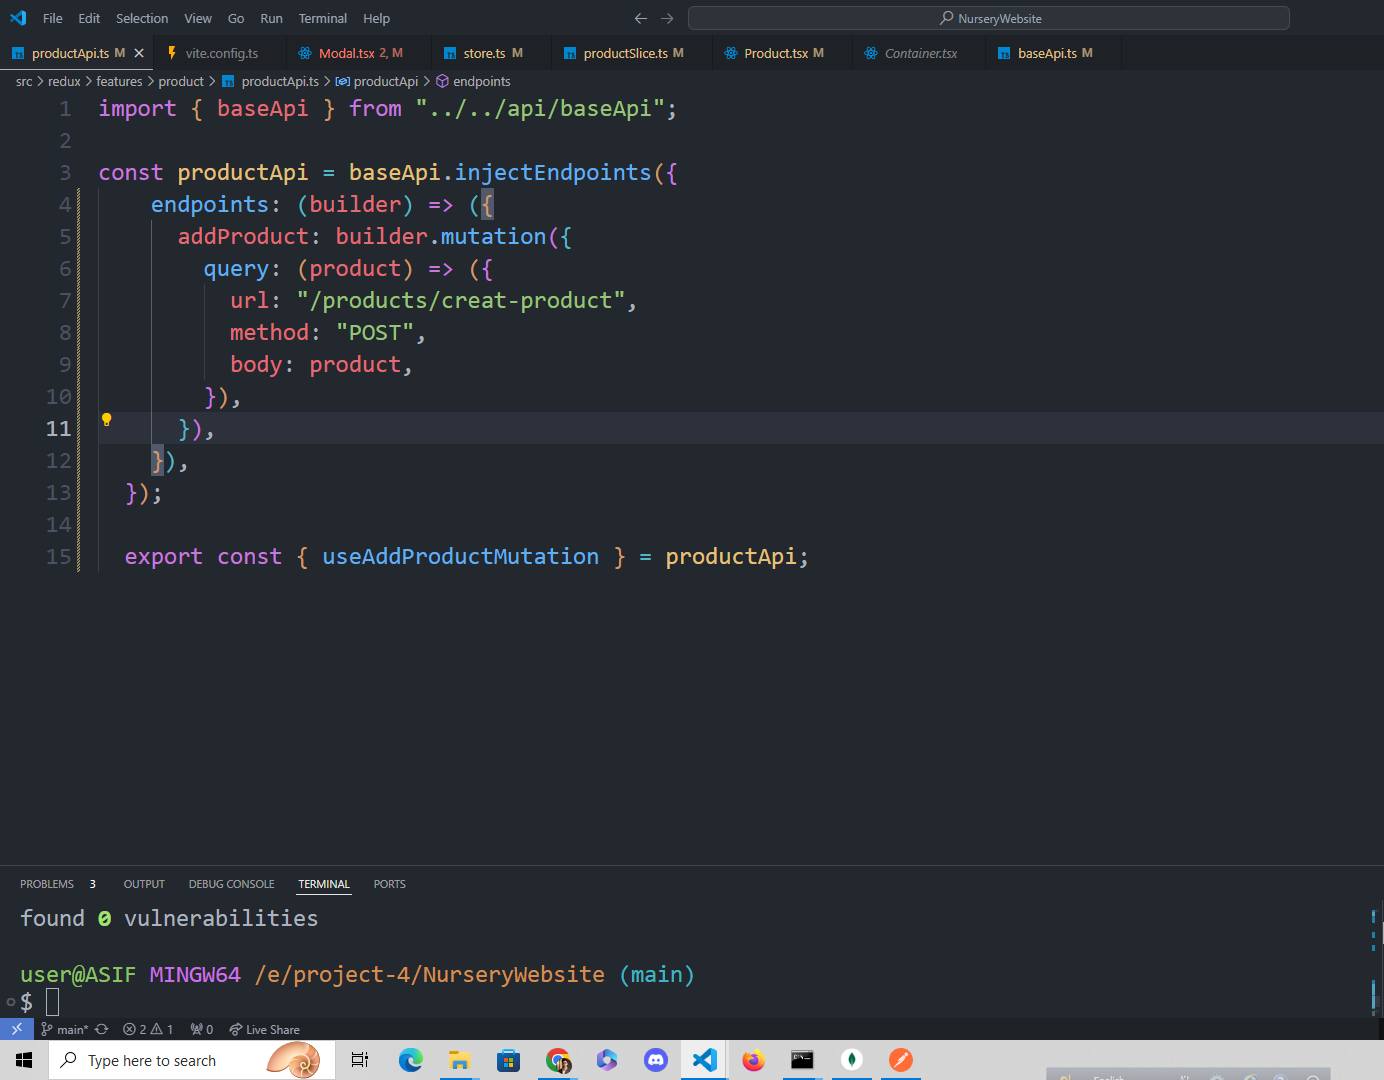 File Edit Selection View Go Run Terminal Help
NurseryWebsite
productApi.ts M
vite.config.ts
Modal.tsx 2, M
store.ts M
productSlice.ts M
Product.tsx M
Container.tsx
baseApi.ts M
src > redux > features > product > productApi.ts > productApi > endpoints
1 import { baseApi } from "../../api/baseApi";
2
3 const productApi = baseApi.injectEndpoints({
4 endpoints: (builder) => ({
5 addProduct: builder.mutation({
6 query: (product) => ({
7 url: "/products/creat-product",
8 method: "POST",
9 body: product,
10 }),
11 }),
12 }),
13 });
14
15 export const { useAddProductMutation } = productApi;
PROBLEMS 3 OUTPUT DEBUG CONSOLE TERMINAL PORTS
found 0 vulnerabilities
user@ASIF MINGW64 /e/project-4/NurseryWebsite (main)
$
main* 2 1 0 Live Share
Type here to search